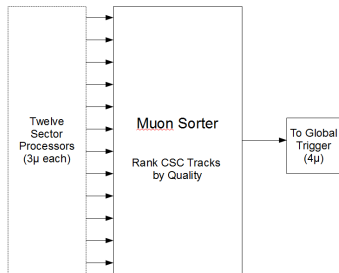 Twelve
Sector
Processors
(3μ each)
Muon Sorter
Rank CSC Tracks
by Quality
To Global
Trigger
(4μ)